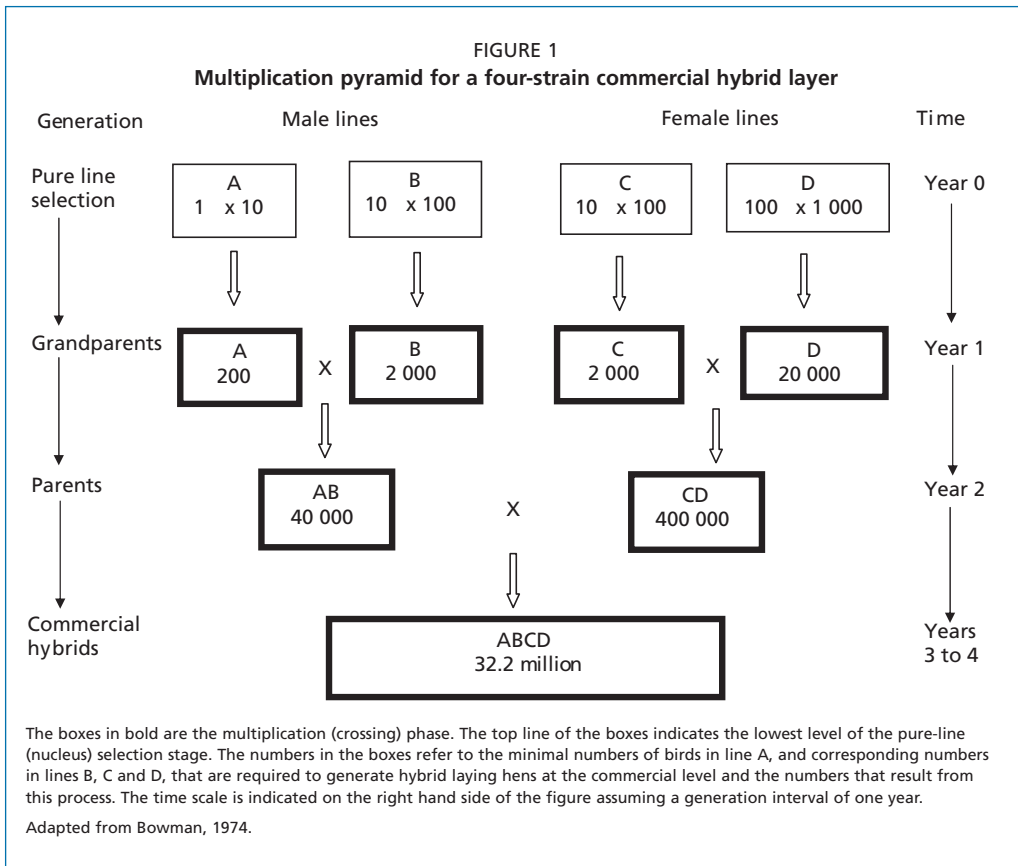 FIGURE 1
Multiplication pyramid for a four-strain commercial hybrid layer
Generation Male lines Female lines Time
Pure line
selection
A
1 x 10
B
10 x 100
C
10 x 100
D
100 x 1 000
Year 0
Grandparents
A
200
X
B
2 000
C
2 000
X
D
20 000
Year 1
Parents
AB
40 000
X
CD
400 000
Year 2
Commercial
hybrids
ABCD
32.2 million
Years
3 to 4
The boxes in bold are the multiplication (crossing) phase. The top line of the boxes indicates the lowest level of the pure-line
(nucleus) selection stage. The numbers in the boxes refer to the minimal numbers of birds in line A, and corresponding numbers
in lines B, C and D, that are required to generate hybrid laying hens at the commercial level and the numbers that result from
this process. The time scale is indicated on the right hand side of the figure assuming a generation interval of one year.
Adapted from Bowman, 1974.